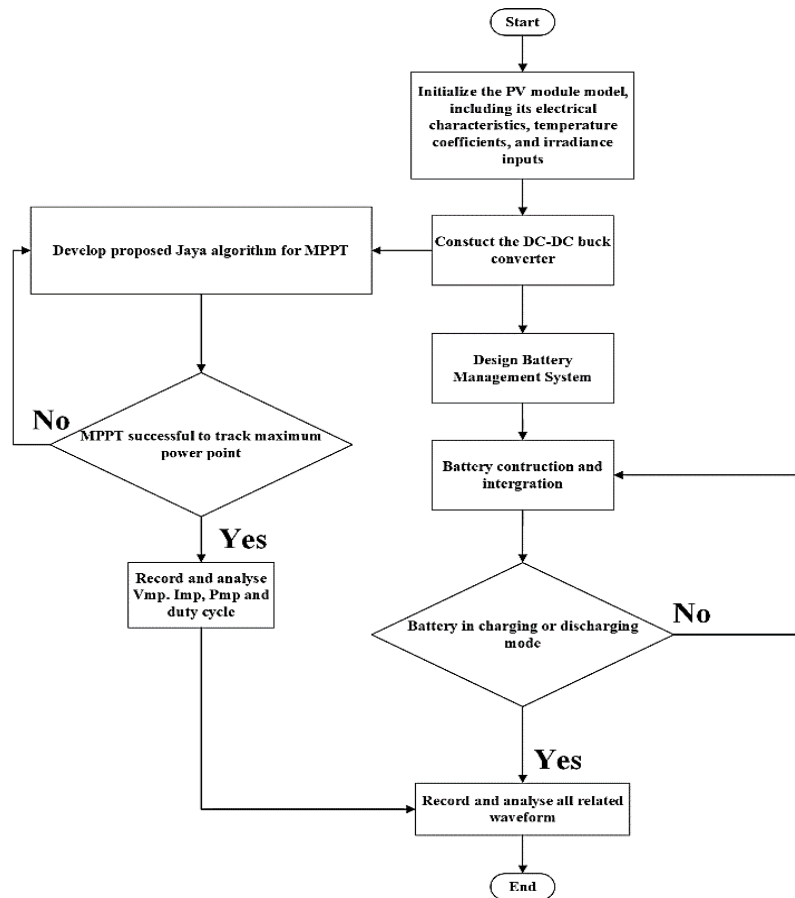 Start
Initialize the PV module model,
including its electrical
characteristics, temperature
coefficients, and irradiance
inputs
Develop proposed Jaya algorithm for MPPT
Constuct the DC-DC buck
converter
Design Battery
Management System
No
MPPT successful to track maximum
power point
Battery contruction and
intergration
Yes
Record and analyse
Vmp. Imp, Pmp and
duty cycle
Battery in charging or discharging
mode
No
Yes
Record and analyse all related
waveform
End